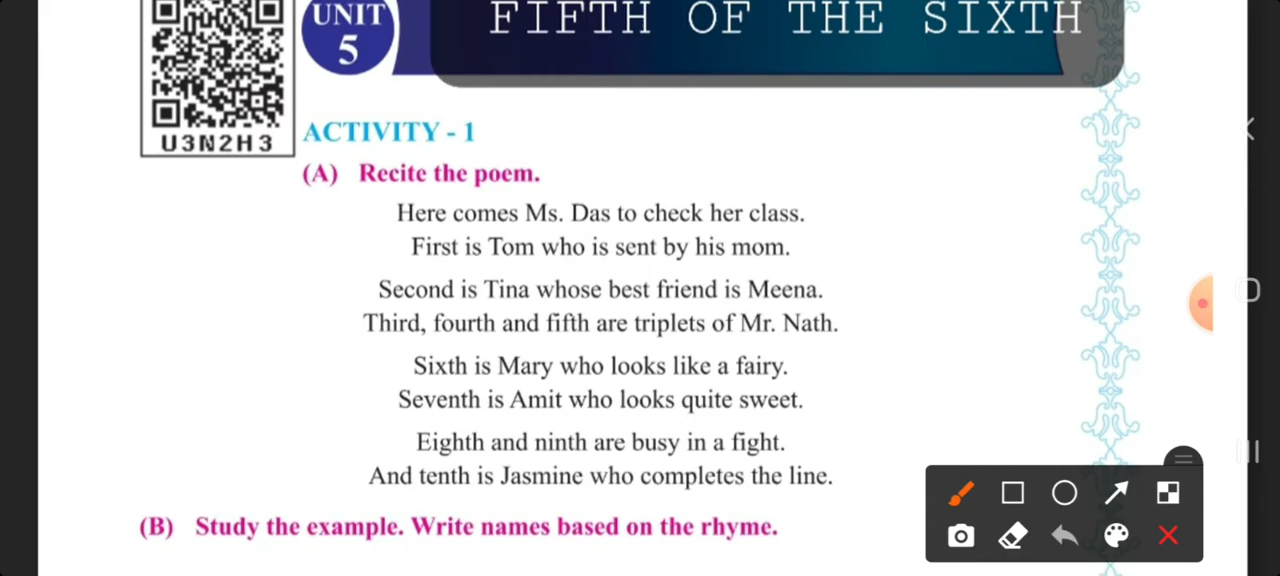 UNIT
5
FIFTH OF THE SIXTH
U3N2H3
ACTIVITY - 1
(A) Recite the poem.
Here comes Ms. Das to check her class.
First is Tom who is sent by his mom.
Second is Tina whose best friend is Meena.
Third, fourth and fifth are triplets of Mr. Nath.
Sixth is Mary who looks like a fairy.
Seventh is Amit who looks quite sweet.
Eighth and ninth are busy in a fight.
And tenth is Jasmine who completes the line.
(B) Study the example. Write names based on the rhyme.